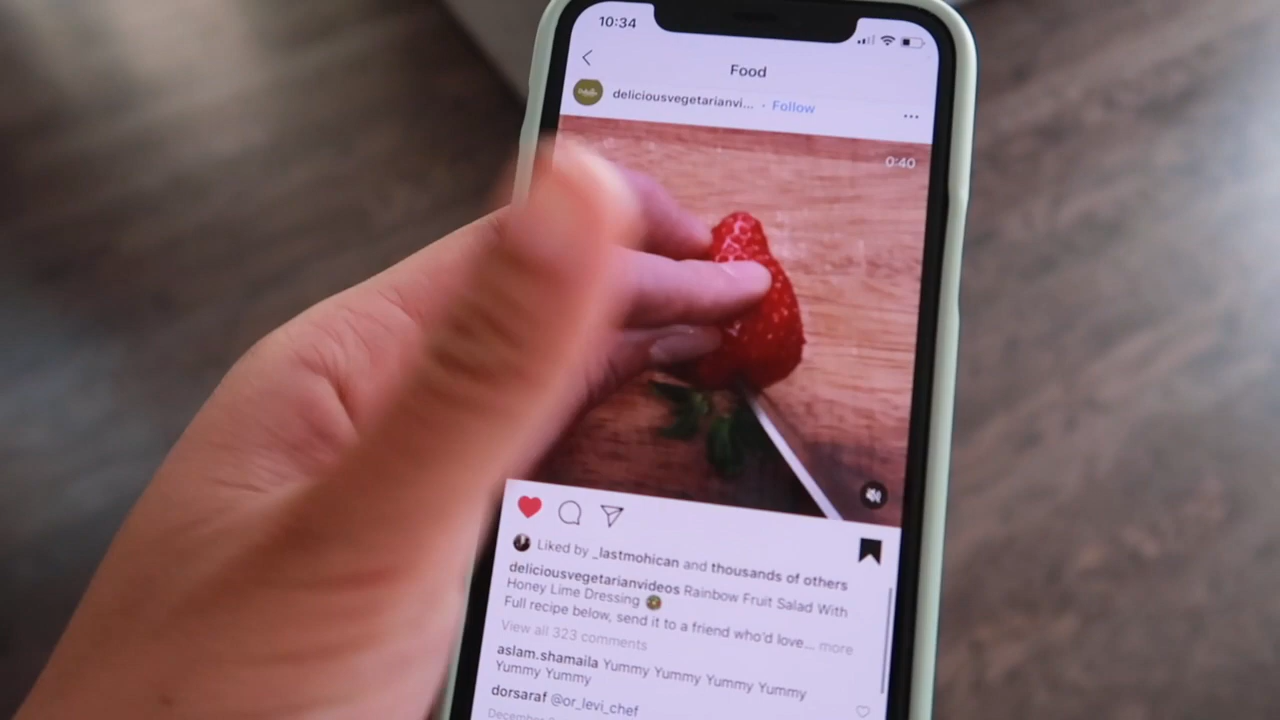 10:34
Food
deliciousvegetarianvi... · Follow
0:40
Liked by _lastmohican and thousands of others
deliciousvegetarianvideos Rainbow Fruit Salad With
Honey Lime Dressing
Full recipe below, send it to a friend who'd love... more
View all 323 comments
aslam.shamaila Yummy Yummy Yummy Yummy
Yummy Yummy
dorsaraf @or_levi_chef
December